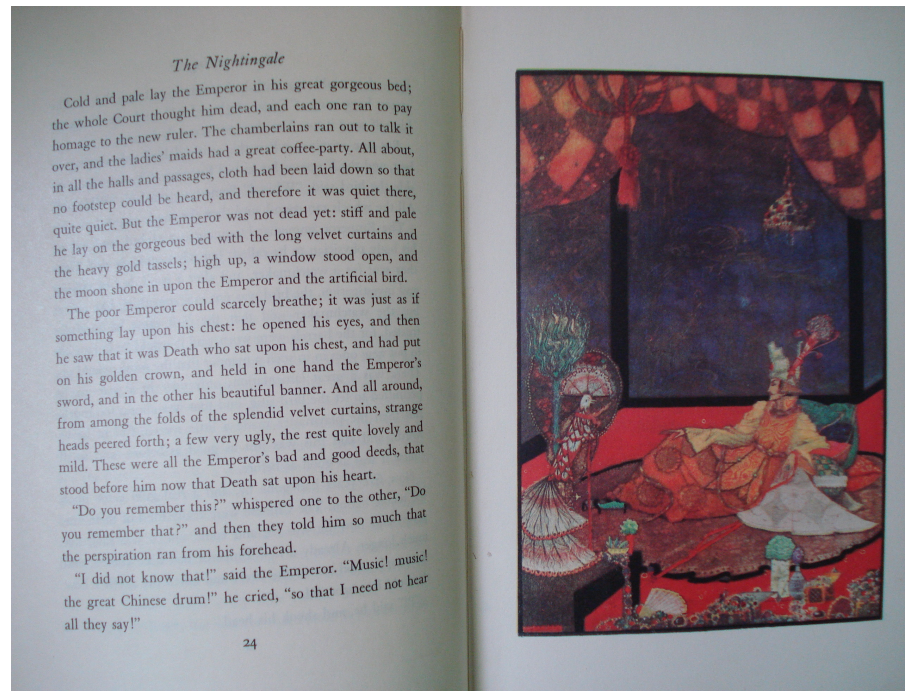 The Nightingale
Cold and pale lay the Emperor in his great gorgeous bed;
the whole Court thought him dead, and each one ran to pay
homage to the new ruler. The chamberlains ran out to talk it
over, and the ladies' maids had a great coffee-party. All about,
in all the halls and passages, cloth had been laid down so that
no footstep could be heard, and therefore it was quiet there,
quite quiet. But the Emperor was not dead yet: stiff and pale
he lay on the gorgeous bed with the long velvet curtains and
the heavy gold tassels; high up, a window stood open, and
the moon shone in upon the Emperor and the artificial bird.
The poor Emperor could scarcely breathe; it was just as if
something lay upon his chest: he opened his eyes, and then
he saw that it was Death who sat upon his chest, and had put
on his golden crown, and held in one hand the Emperor's
sword, and in the other his beautiful banner. And all around,
from among the folds of the splendid velvet curtains, strange
heads peered forth; a few very ugly, the rest quite lovely and
mild. These were all the Emperor's bad and good deeds, that
stood before him now that Death sat upon his heart.
"Do you remember this?" whispered one to the other, "Do
you remember that?" and then they told him so much that
the perspiration ran from his forehead.
"I did not know that!" said the Emperor. "Music! music!
the great Chinese drum!" he cried, "so that I need not hear
all they say!"
24